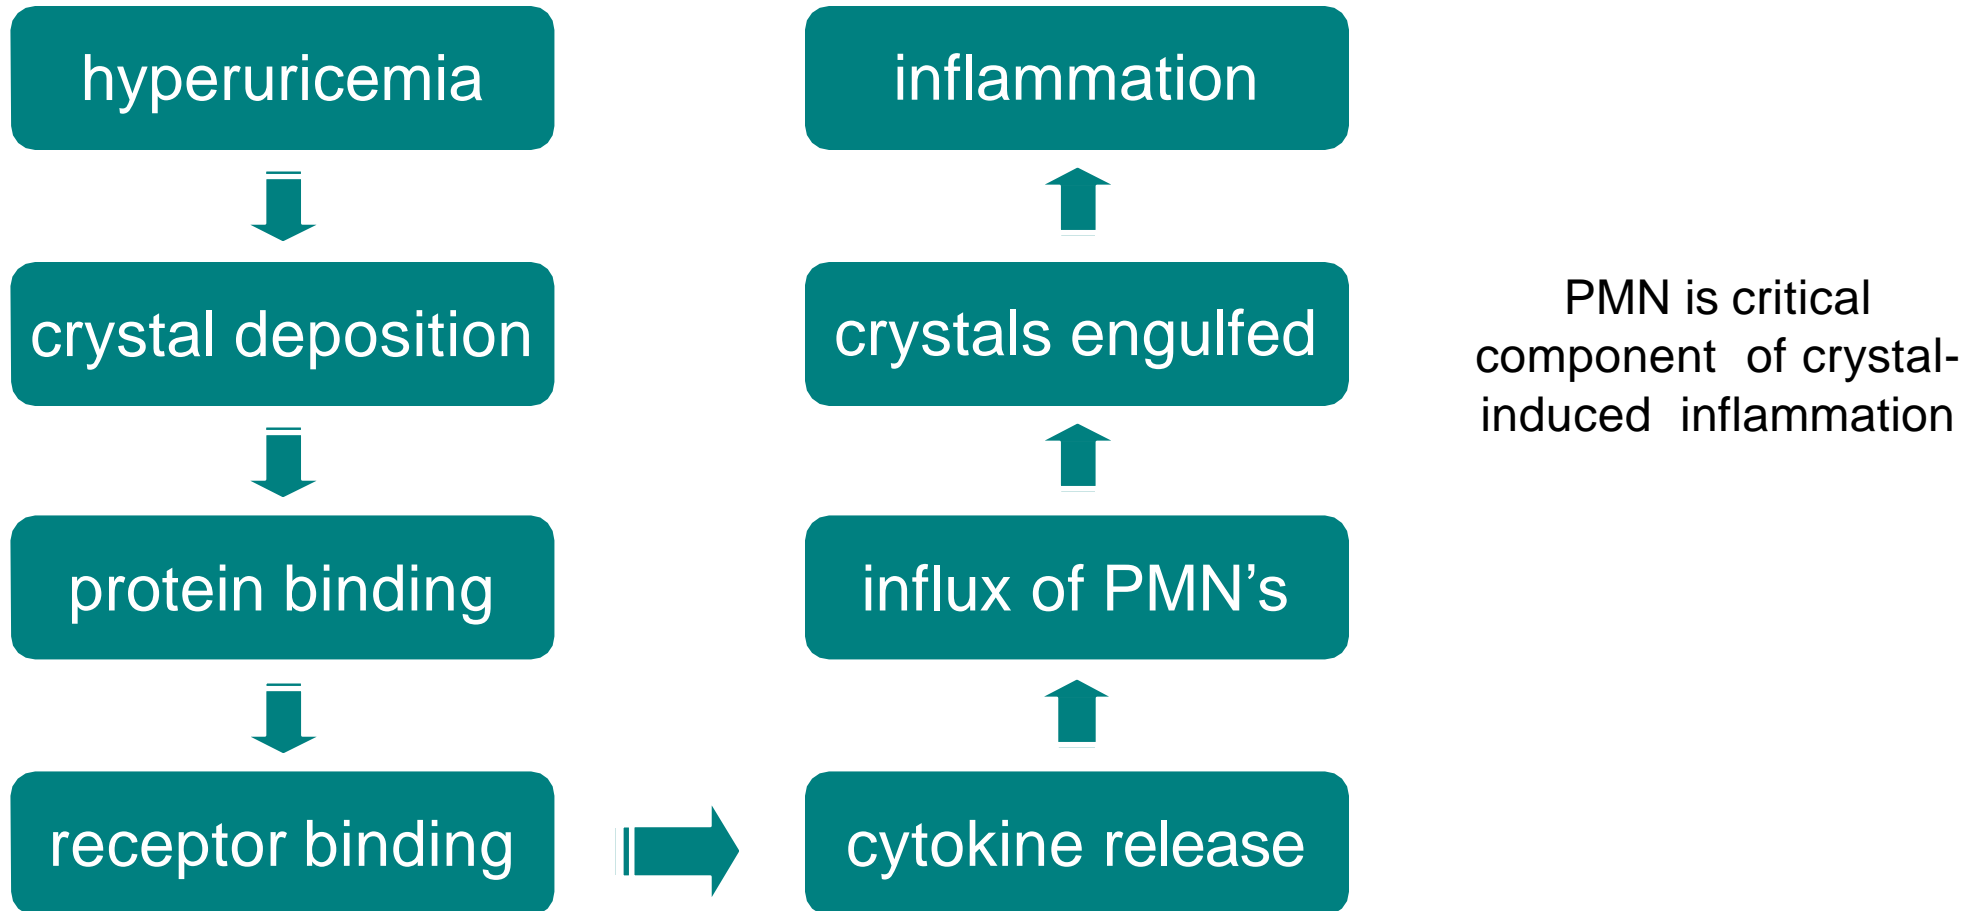 hyperuricemia
crystal deposition
protein binding
receptor binding
cytokine release
influx of PMN’s
crystals engulfed
inflammation
PMN is critical
component of crystal-
induced inflammation